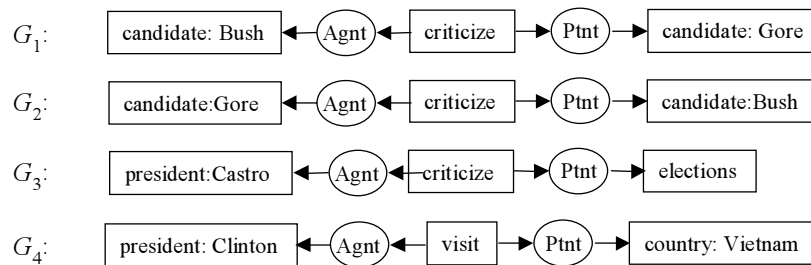 G1: candidate: Bush Agnt criticize Ptnt candidate: Gore
G2: candidate:Gore Agnt criticize Ptnt candidate:Bush
G3: president:Castro Agnt criticize Ptnt elections
G4: president: Clinton Agnt visit Ptnt country: Vietnam